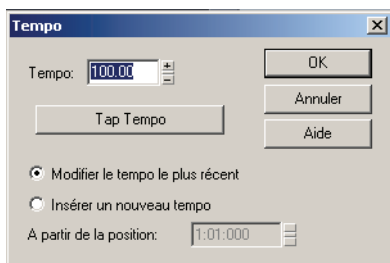 Tempo
Tempo: 100.00
OK
Tap Tempo
Annuler
Aide
Modifier le tempo le plus récent
Insérer un nouveau tempo
A partir de la position: 1:01:000